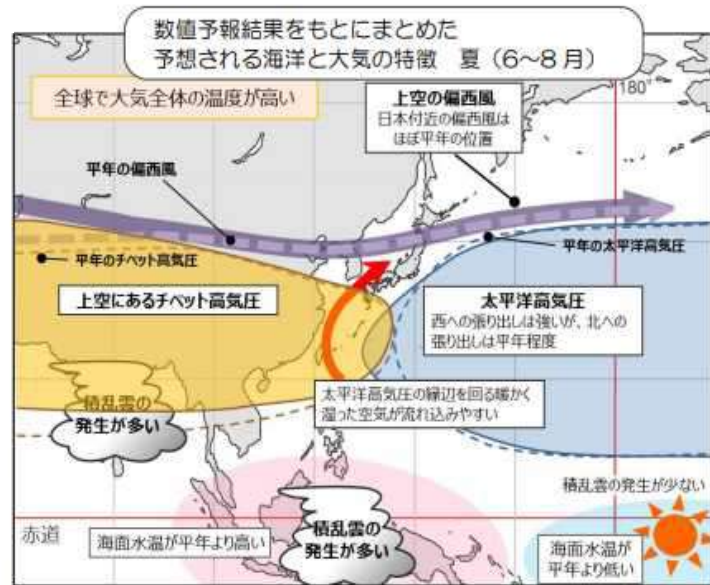 数値予報結果をもとにまとめた
予想される海洋と大気の特徴　夏（6～8月）
全球で大気全体の温度が高い
180°
上空の偏西風
日本付近の偏西風は
ほぼ平年の位置
平年の偏西風
平年のチベット高気圧
平年の太平洋高気圧
上空にあるチベット高気圧
太平洋高気圧
西への張り出しは強いが、北への
張り出しは平年程度
積乱雲の
発生が多い
太平洋高気圧の縁辺を回る暖かく
湿った空気が流れ込みやすい
積乱雲の発生が少ない
赤道
海面水温が平年より高い
積乱雲の
発生が多い
海面水温が
平年より低い